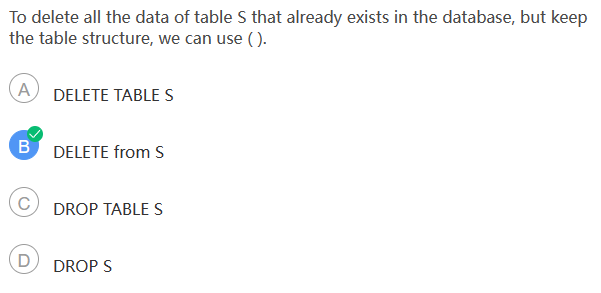 To delete all the data of table S that already exists in the database, but keep
the table structure, we can use ( ).
A DELETE TABLE S
B DELETE from S
C DROP TABLE S
D DROP S